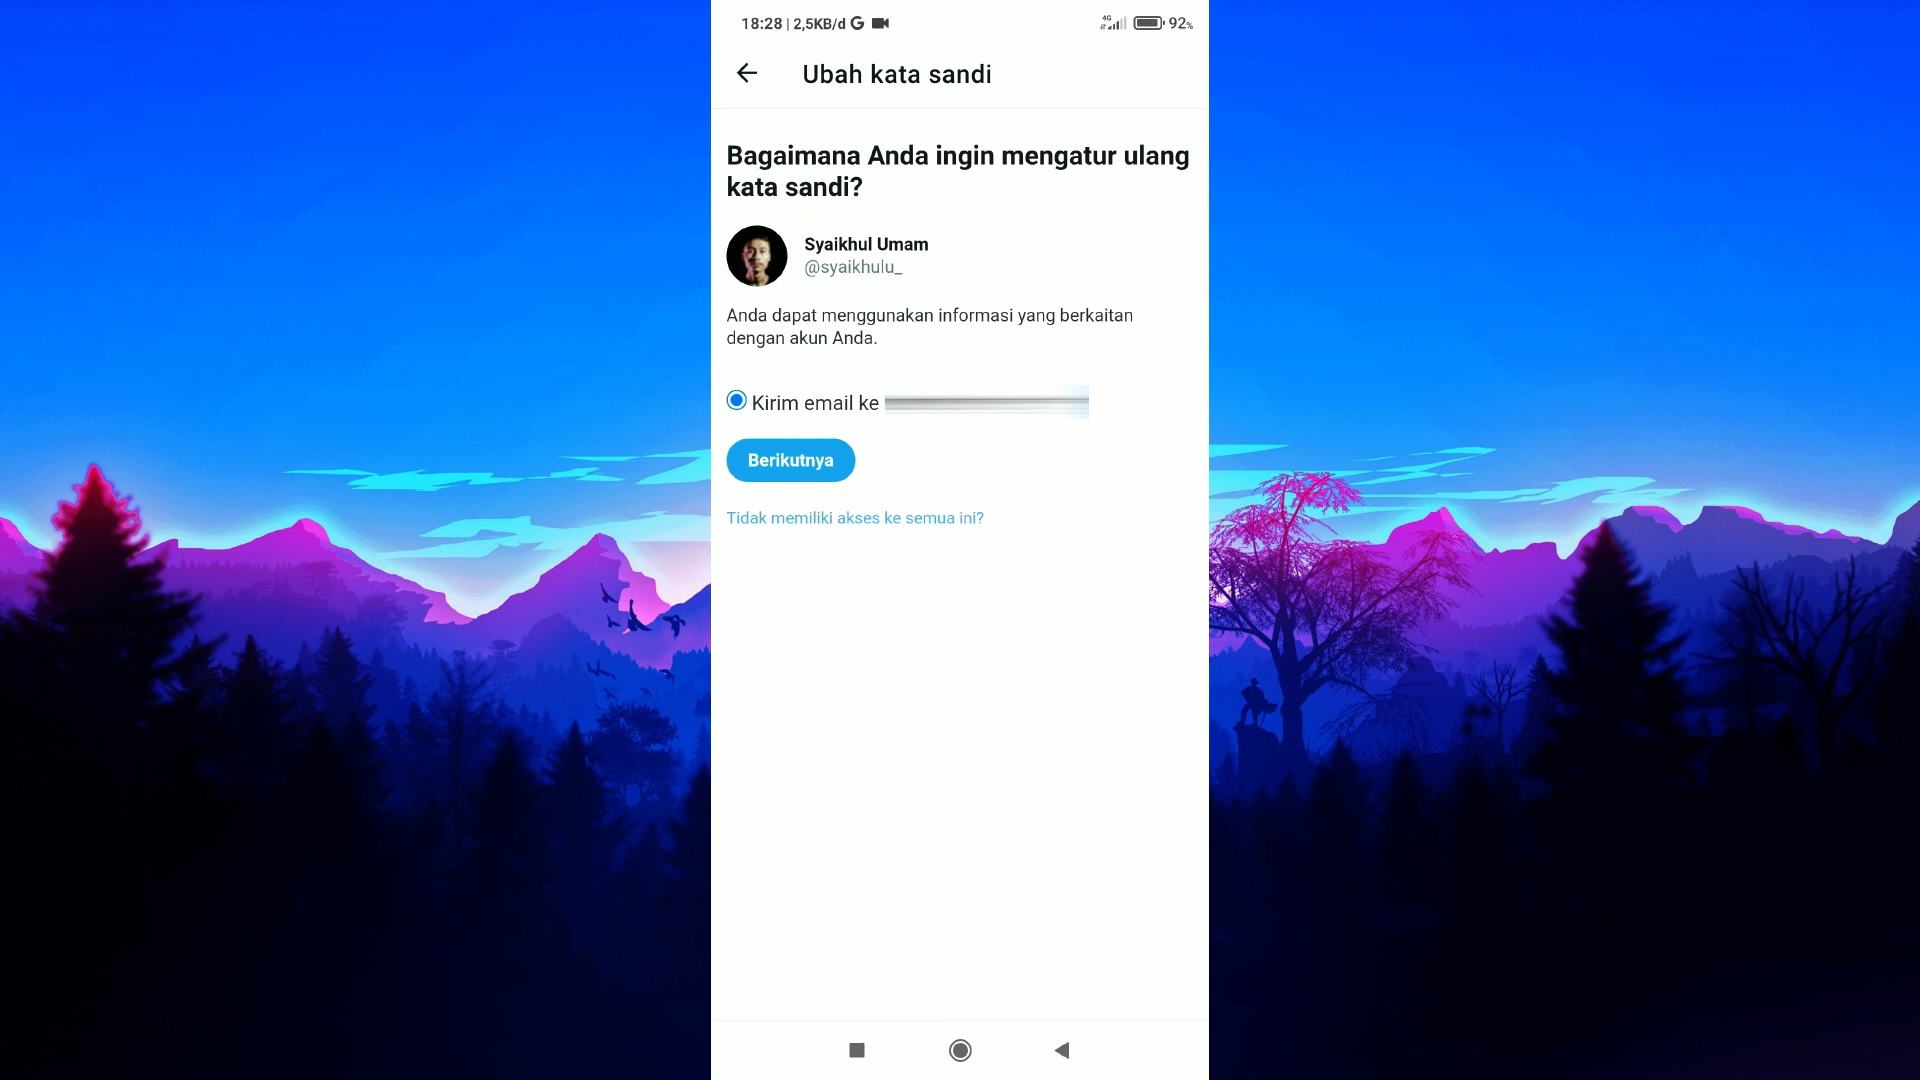 18:28 | 2,5KB/d G
4G 92%
Ubah kata sandi
Bagaimana Anda ingin mengatur ulang
kata sandi?
Syaikhul Umam
@syaikhulu_
Anda dapat menggunakan informasi yang berkaitan
dengan akun Anda.
Kirim email ke
Berikutnya
Tidak memiliki akses ke semua ini?